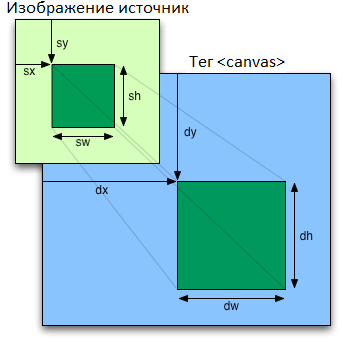 Изображение источник
sy
sx
Тег <canvas>
sh
sw
dy
dx
dh
dw